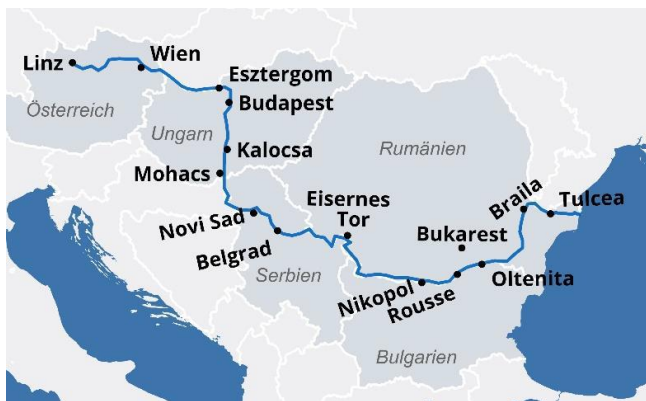 Linz
Wien
Esztergom
Österreich
Budapest
Ungarn
Kalocsa
Rumänien
Mohacs
Eisernes
Tor
Braila
Tulcea
Novi Sad
Bukarest
Belgrad
Serbien
Nikopol
Rousse
Oltenita
Bulgarien